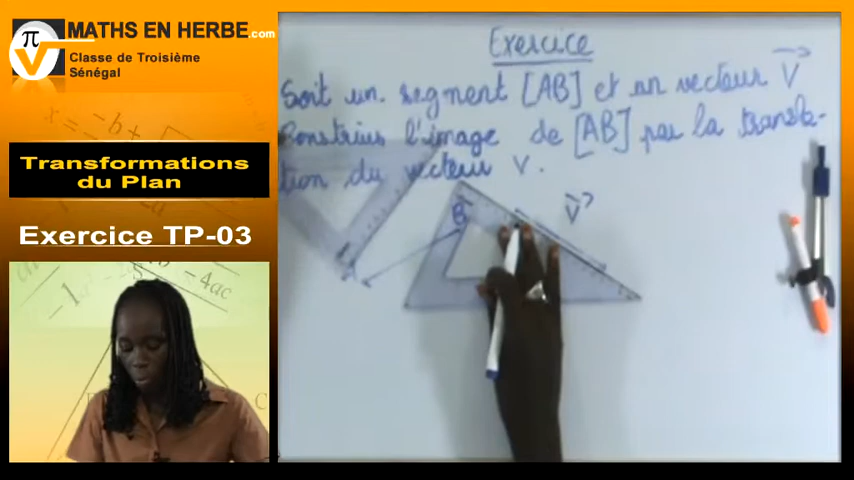 MATHS EN HERBE.com
Classe de Troisième
Sénégal
Transformations
du Plan
Exercice TP-03
Exercice
Soit un segment [AB] et un vecteur V
Construis l'image de [AB] par la transla-
tion du vecteur V.
B
V